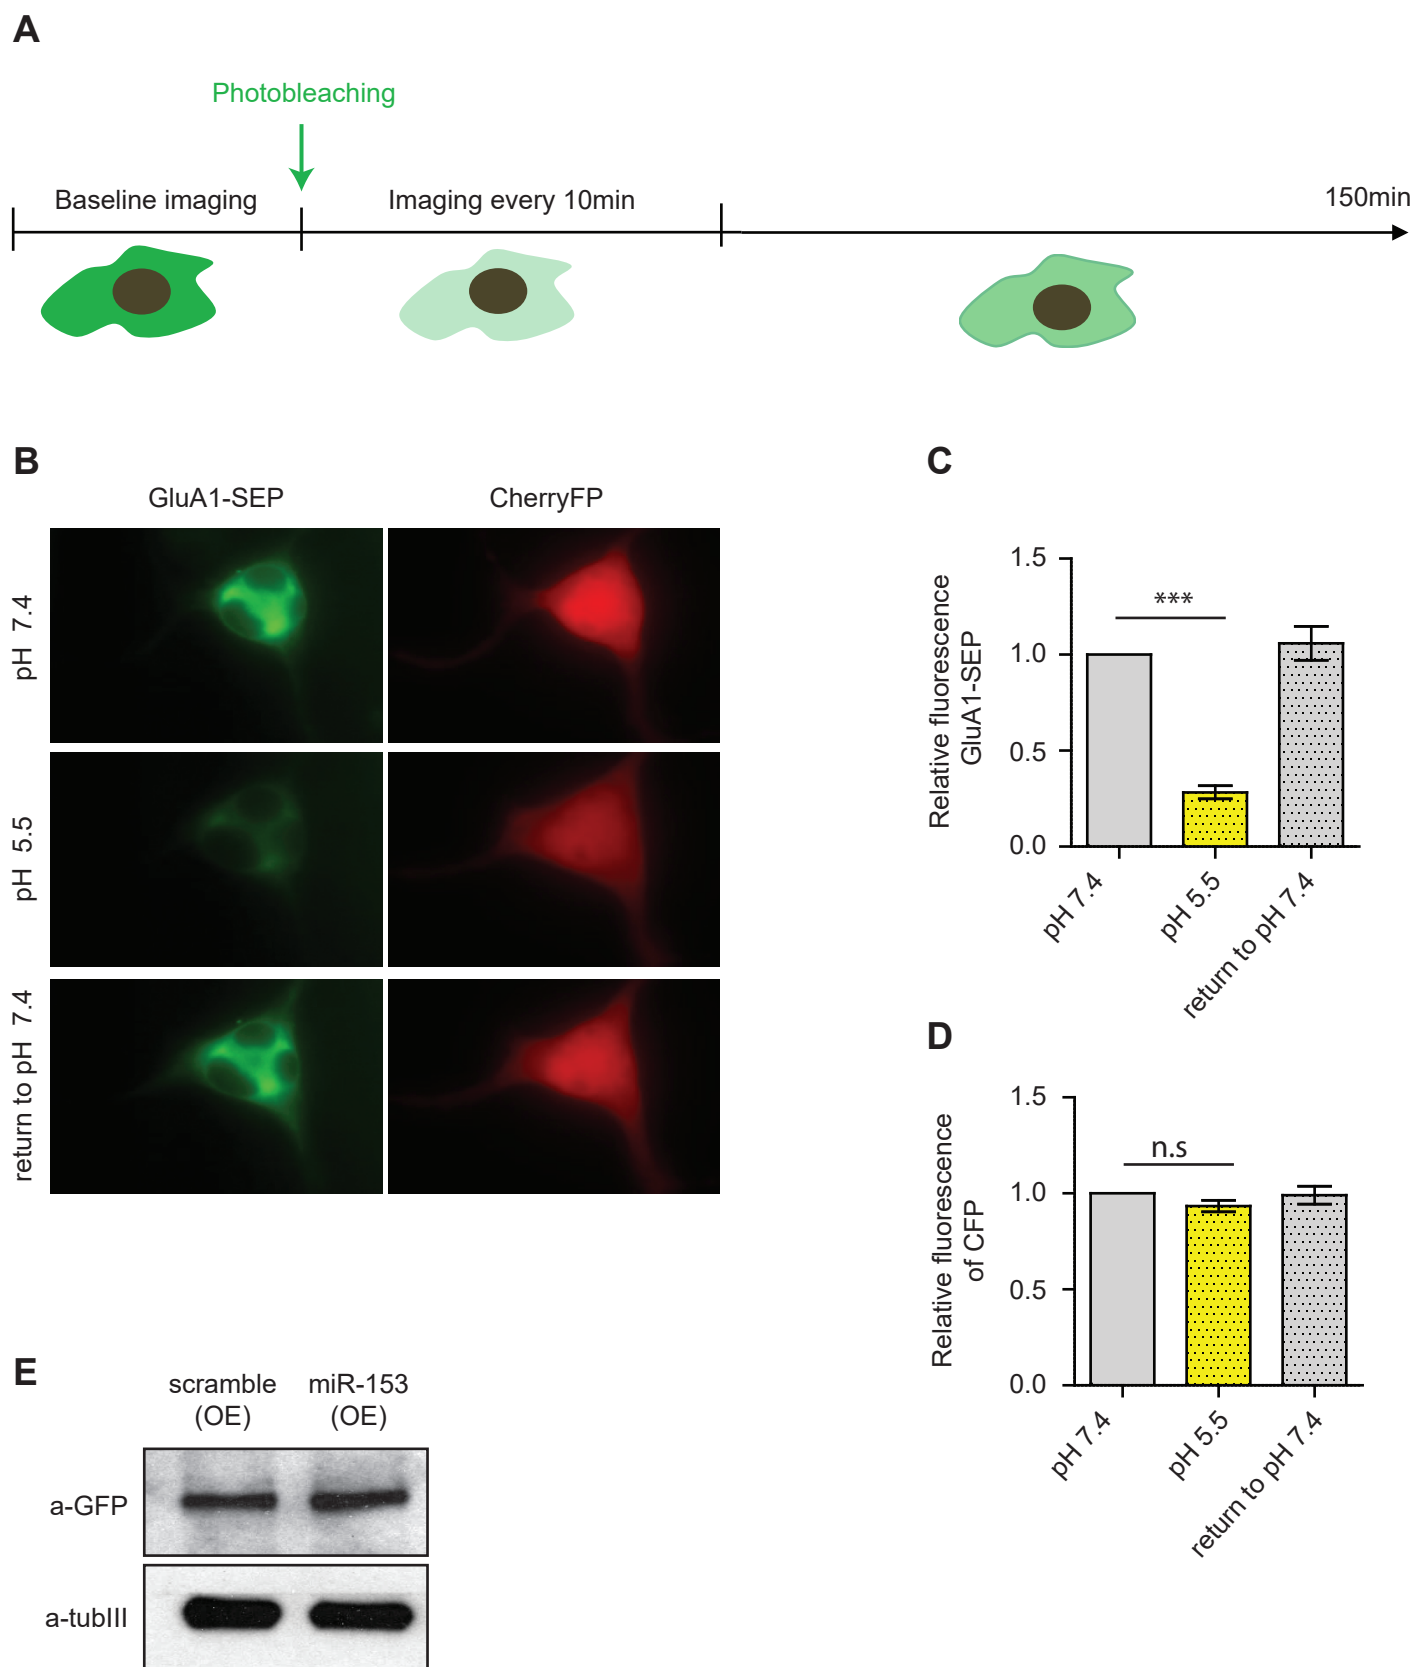 A
Photobleaching
Baseline imaging
Imaging every 10min
150min
B
GluA1-SEP
CherryFP
pH 7.4
pH 5.5
return to pH 7.4
C
Relative fluorescence
GluA1-SEP
1.5
1.0
0.5
0.0
***
pH 7.4
pH 5.5
return to pH 7.4
D
Relative fluorescence
of CFP
1.5
1.0
0.5
0.0
n.s
pH 7.4
pH 5.5
return to pH 7.4
E
scramble
(OE)
miR-153
(OE)
a-GFP
a-tubIII